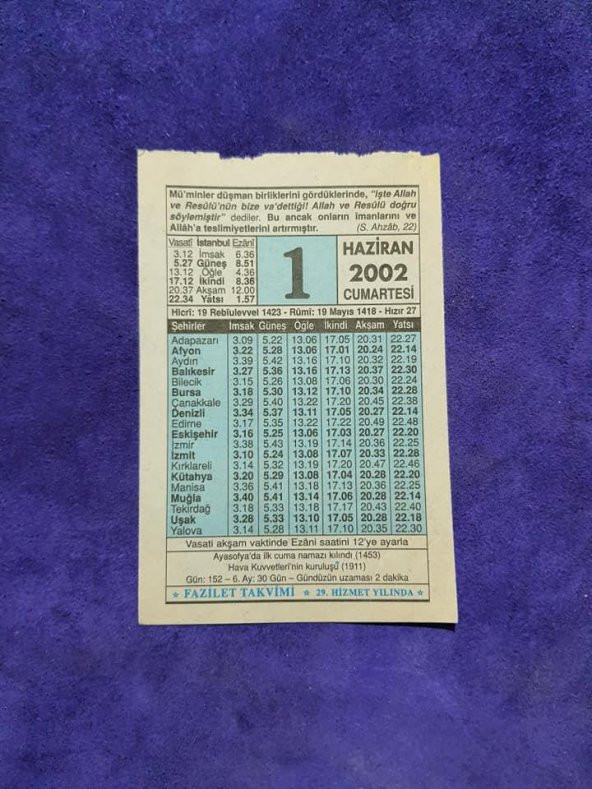 Mü'minler düşman birliklerini gördüklerinde, "işte Allah
ve Resûlü'nün bize va'dettiği! Allah ve Resûlü doğru
söylemiştir" dediler. Bu ancak onların imanlarını ve
Allâh'a teslimiyetlerini artırmıştır. (S. Ahzâb, 22)
Vasatî İstanbul Ezânî
3.12 İmsak 6.36
5.27 Güneş 8.51
13.12 Öğle 4.36
17.12 İkindi 8.36
20.37 Akşam 12.00
22.34 Yatsı 1.57
1
HAZİRAN
2002
CUMARTESİ
Hicrî: 19 Rebîulevvel 1423 - Rûmî: 19 Mayıs 1418 - Hızır 27
Şehirler İmsak Güneş Öğle İkindi Akşam Yatsı
Adapazarı 3.09 5.22 13.06 17.05 20.31 22.27
Afyon 3.22 5.28 13.06 17.01 20.24 22.14
Aydın 3.39 5.42 13.16 17.10 20.32 22.19
Balıkesir 3.27 5.36 13.16 17.13 20.37 22.30
Bilecik 3.15 5.26 13.08 17.06 20.30 22.24
Bursa 3.18 5.30 13.12 17.10 20.34 22.28
Çanakkale 3.29 5.40 13.22 17.20 20.45 22.38
Denizli 3.34 5.37 13.11 17.05 20.27 22.14
Edirne 3.17 5.35 13.22 17.22 20.49 22.48
Eskişehir 3.16 5.25 13.06 17.03 20.27 22.20
İzmir 3.38 5.43 13.19 17.14 20.36 22.25
İzmit 3.10 5.24 13.08 17.07 20.33 22.28
Kırklareli 3.14 5.32 13.19 17.20 20.47 22.46
Kütahya 3.20 5.29 13.08 17.04 20.28 22.20
Manisa 3.36 5.41 13.18 17.13 20.36 22.25
Muğla 3.40 5.41 13.14 17.06 20.28 22.14
Tekirdağ 3.18 5.33 13.18 17.17 20.43 22.40
Uşak 3.28 5.33 13.10 17.05 20.28 22.18
Yalova 3.14 5.28 13.11 17.10 20.35 22.30
Vasati akşam vaktinde Ezânî saatini 12'ye ayarla
Ayasofya'da ilk cuma namazı kılındı (1453)
Hava Kuvvetleri'nin kuruluşû (1911)
Gün: 152 – 6. Ay: 30 Gün – Gündüzün uzaması 2 dakika
★ FAZİLET TAKVİMİ ★ 29. HİZMET YILINDA ★